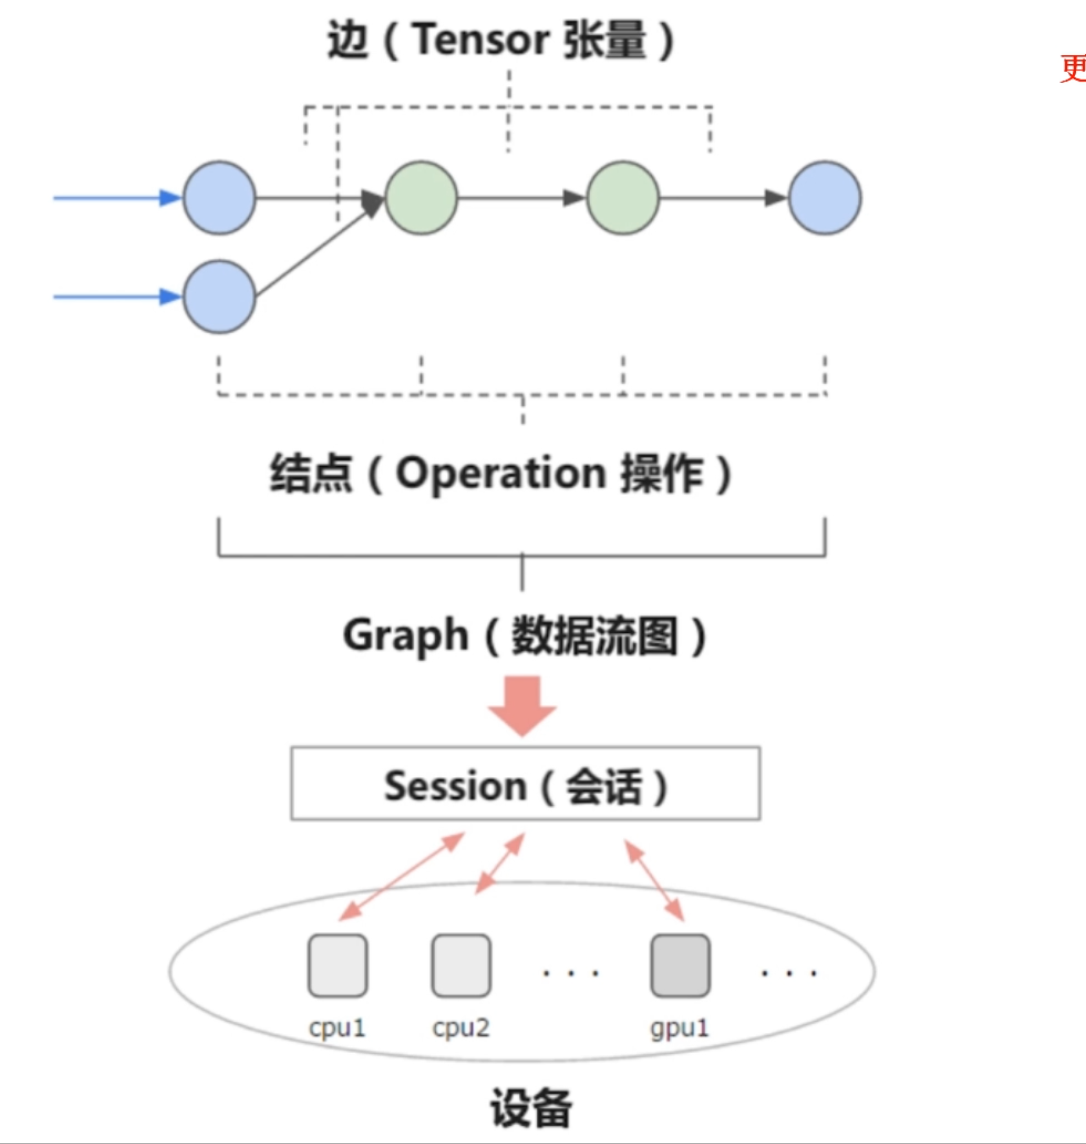 边（Tensor 张量）
更
结点（Operation 操作）
Graph（数据流图）
Session（会话）
. . .
. . .
cpu1
cpu2
gpu1
设备